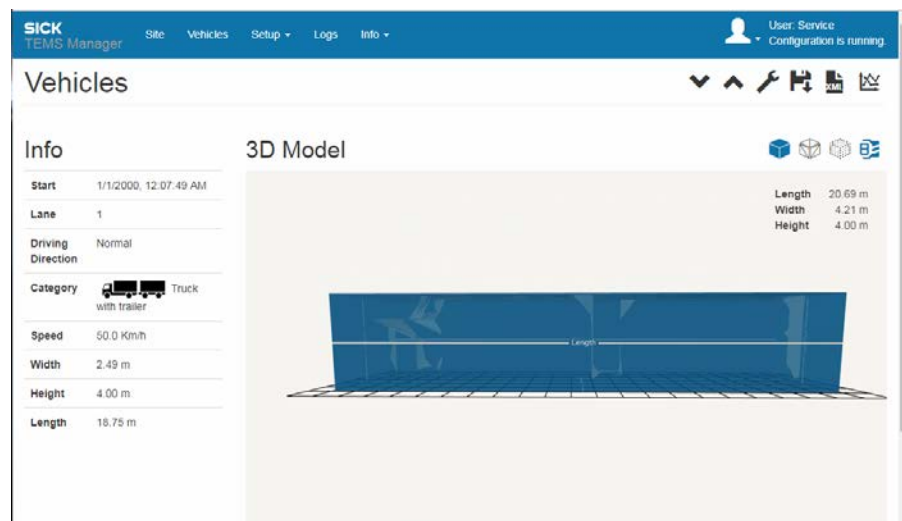 SICK
TEMS Manager
Site
Vehicles
Setup
Logs
Info
User: Service
Configuration is running.
Vehicles
XML
Info
Start 1/1/2000, 12:07:49 AM
Lane 1
Driving Normal
Direction
Category Truck
with trailer
Speed 50.0 Km/h
Width 2.49 m
Height 4.00 m
Length 18.75 m
3D Model
Length 20.69 m
Width 4.21 m
Height 4.00 m
Length